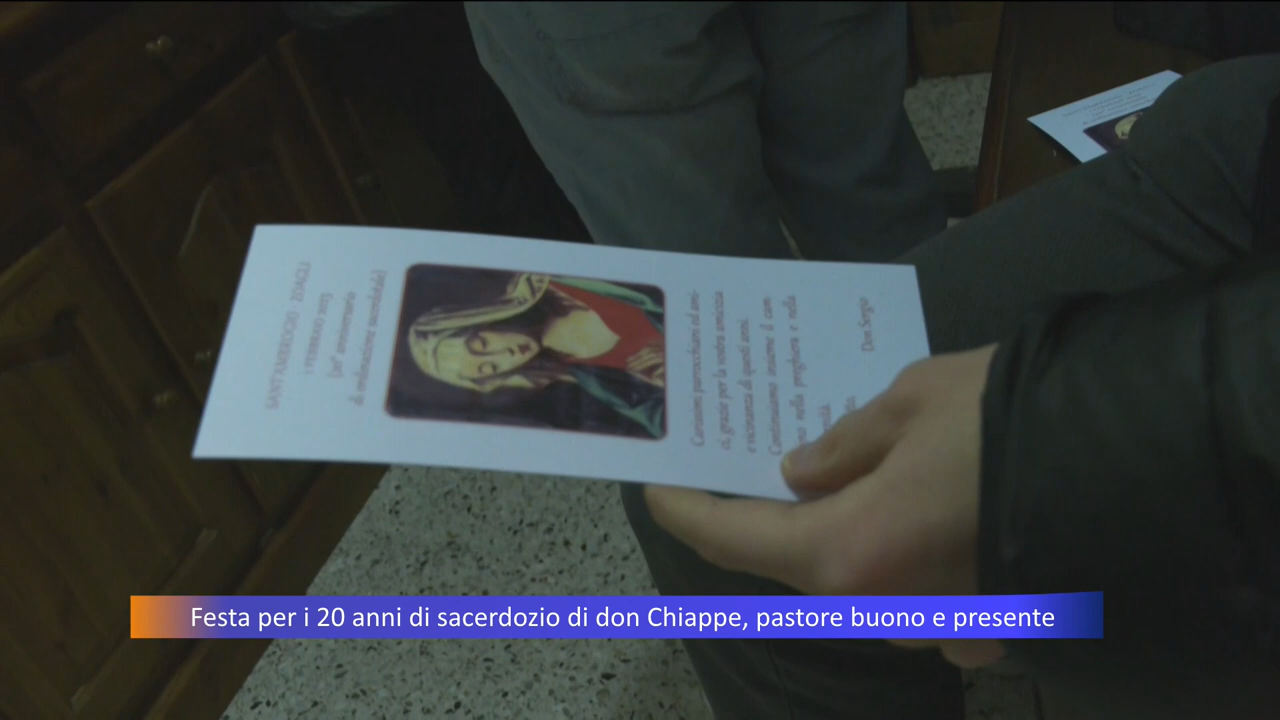 SANT'AMBROGIO - ZOAGLI
1 FEBBRAIO 2023
(20° anniversario
di ordinazione sacerdotale)
Carissimi parrocchiani ed ami-
ci, grazie per la vostra amicizia
e vicinanza di questi anni.
Continuiamo insieme il cam
nella preghiera e nella
Don Sergio
Festa per i 20 anni di sacerdozio di don Chiappe, pastore buono e presente